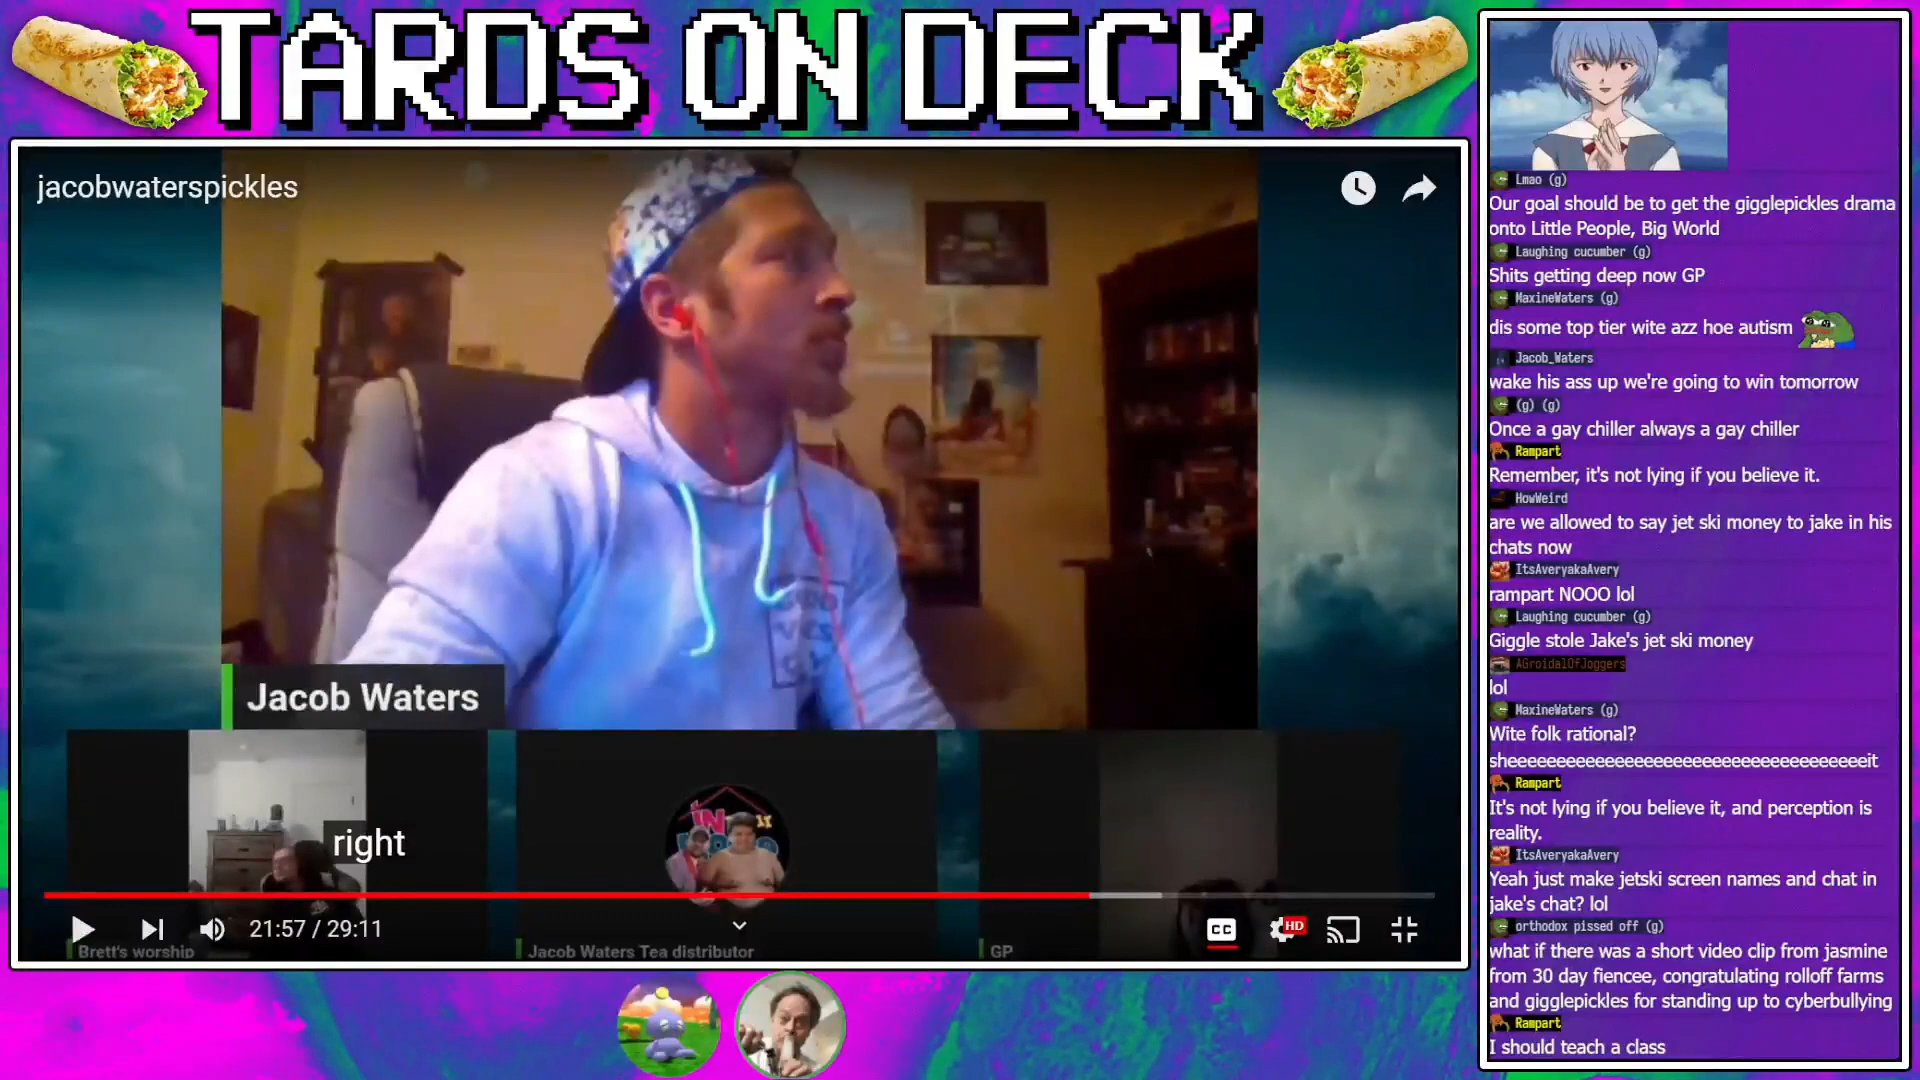 TARDS ON DECK
jacobwaterspickles
Jacob Waters
right
21:57 / 29:11
CC
HD
Brett's worship
Jacob Waters Tea distributor
GP
Lmao (g)
Our goal should be to get the gigglepickles drama
onto Little People, Big World
Laughing cucumber (g)
Shits getting deep now GP
MaxineWaters (g)
dis some top tier wite azz hoe autism
Jacob_Waters
wake his ass up we're going to win tomorrow
(g) (g)
Once a gay chiller always a gay chiller
Rampart
Remember, it's not lying if you believe it.
HowWeird
are we allowed to say jet ski money to jake in his
chats now
ItsAveryakaAvery
rampart NOOO lol
Laughing cucumber (g)
Giggle stole Jake's jet ski money
AGroidalOfJoggers
lol
MaxineWaters (g)
Wite folk rational?
sheeeeeeeeeeeeeeeeeeeeeeeeeeeeeeeeeeeeeeit
Rampart
It's not lying if you believe it, and perception is
reality.
ItsAveryakaAvery
Yeah just make jetski screen names and chat in
jake's chat? lol
orthodox pissed off (g)
what if there was a short video clip from jasmine
from 30 day fiencee, congratulating rolloff farms
and gigglepickles for standing up to cyberbullying
Rampart
I should teach a class